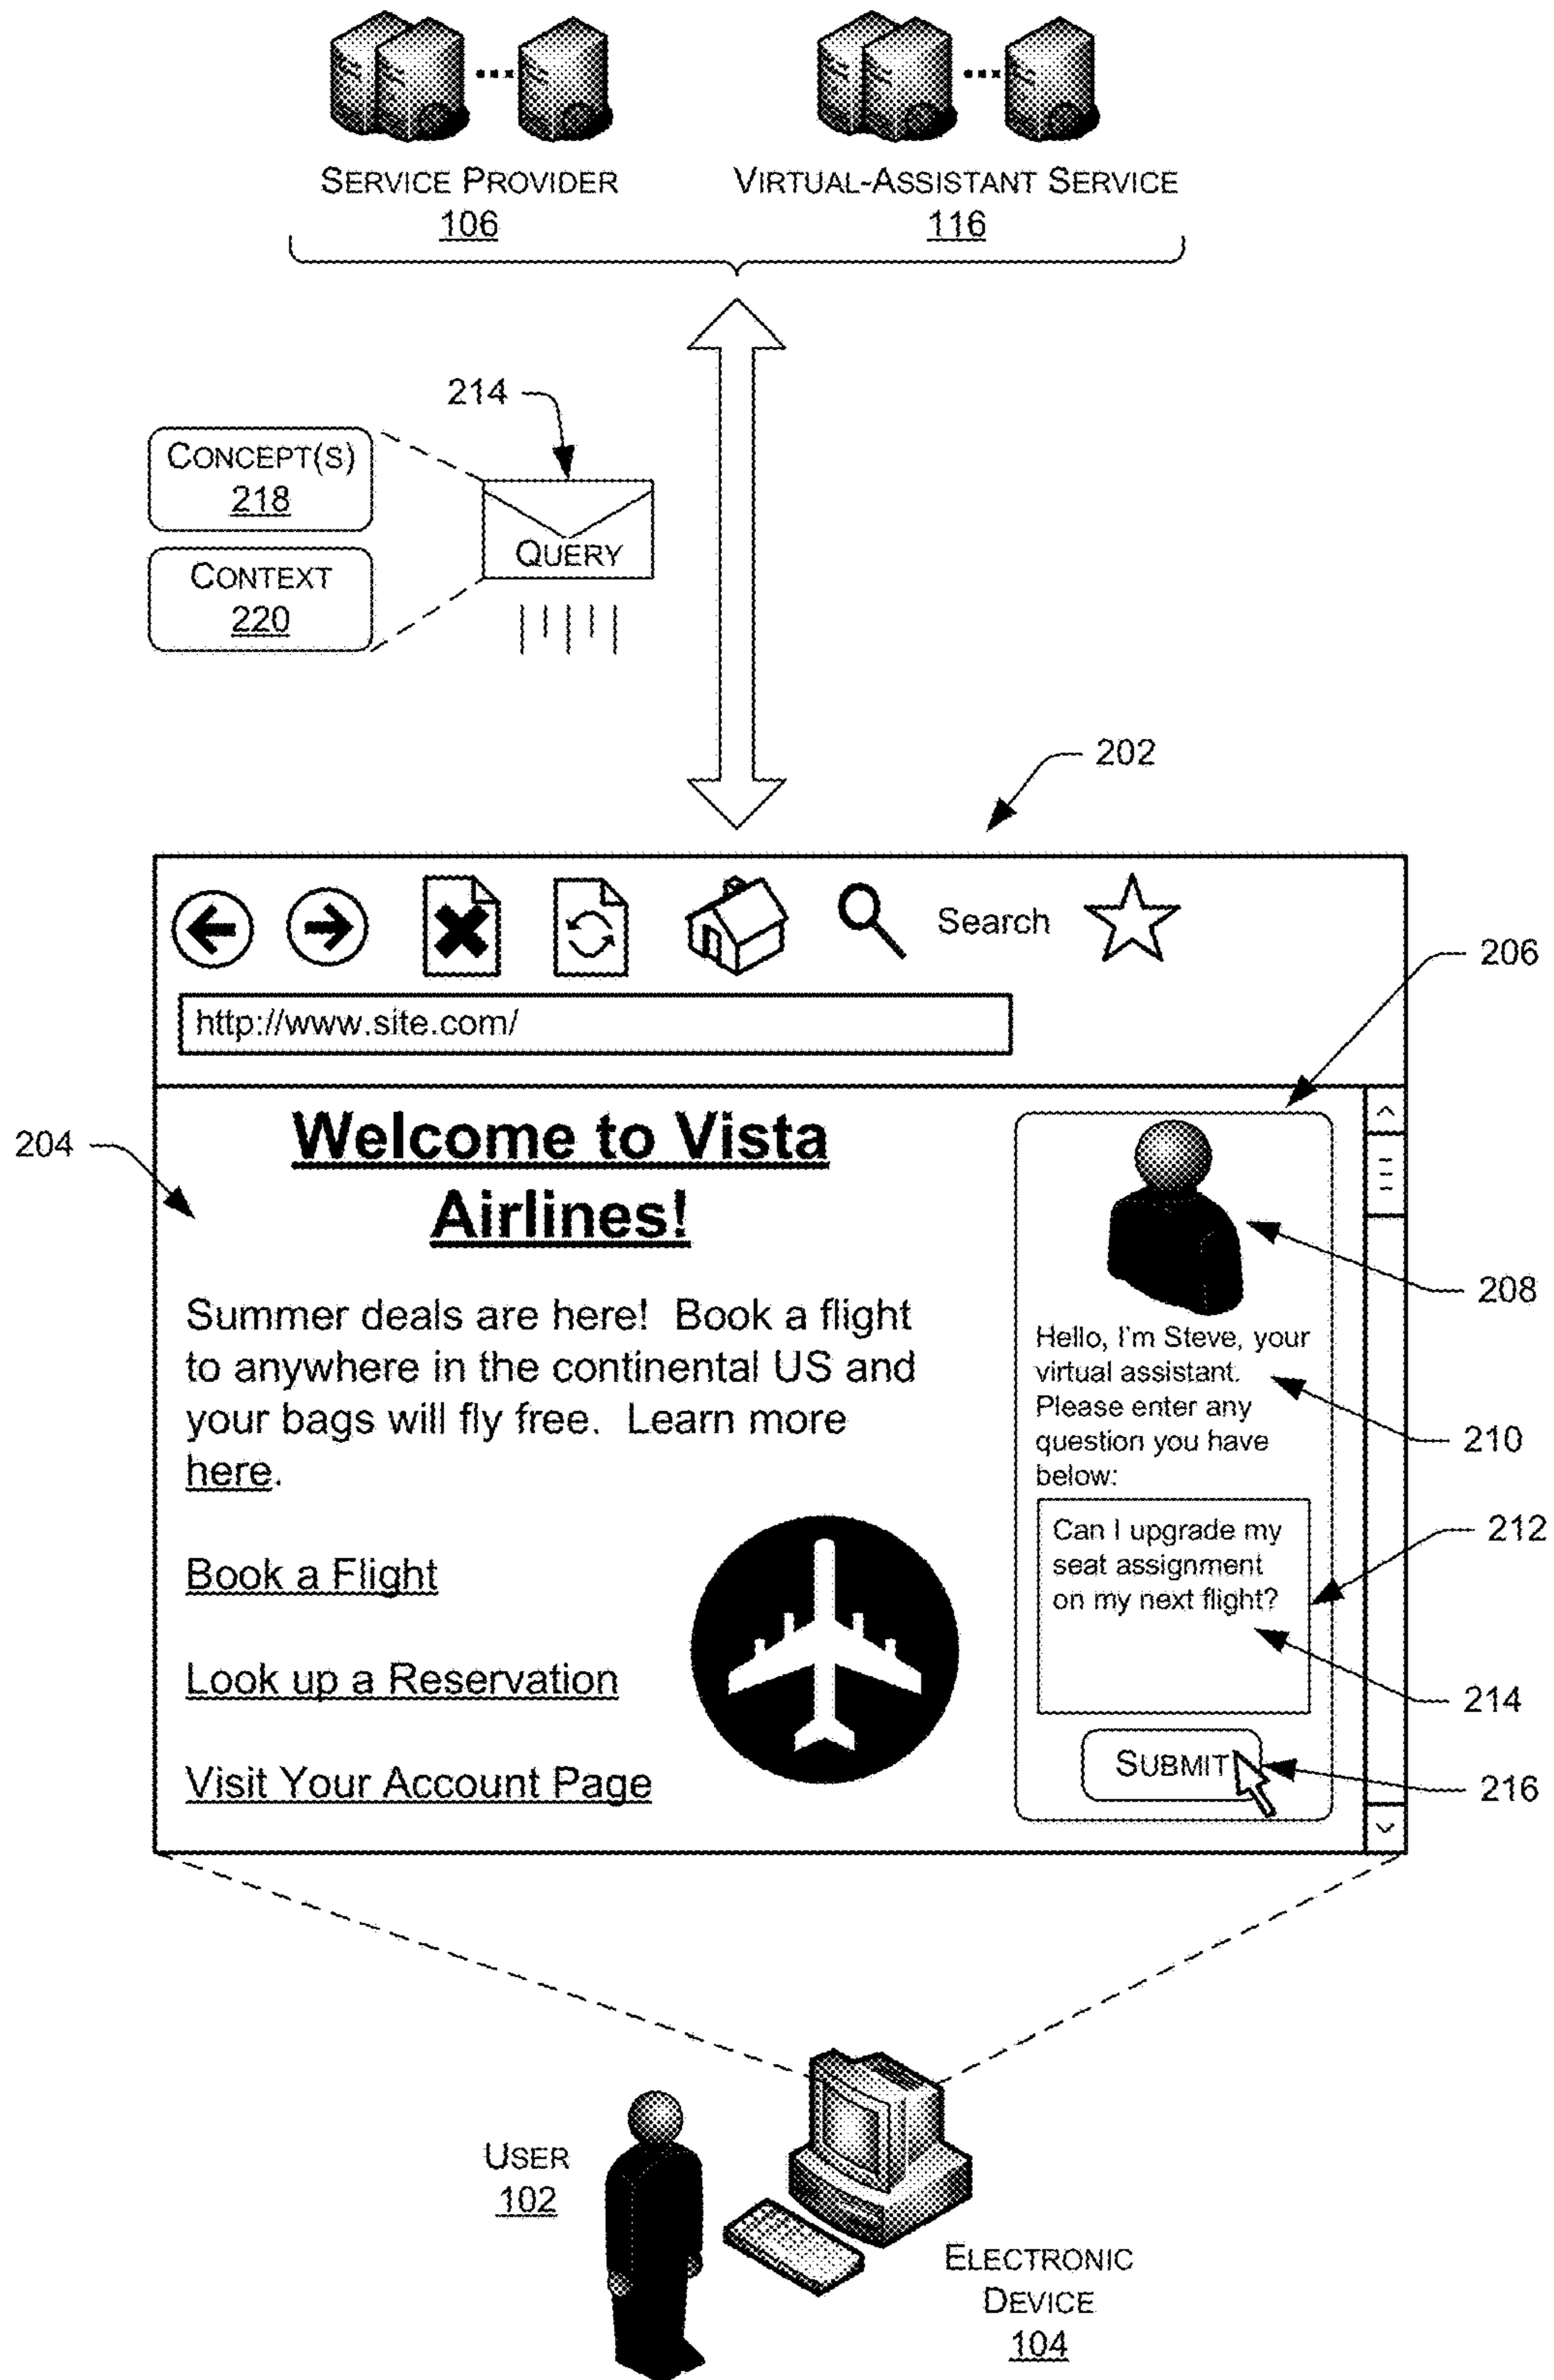 SERVICE PROVIDER
106
VIRTUAL-ASSISTANT SERVICE
116
214
CONCEPT(S)
218
CONTEXT
220
QUERY
202
Search
206
http://www.site.com/
204
Welcome to Vista
Airlines!
Summer deals are here! Book a flight
to anywhere in the continental US and
your bags will fly free. Learn more
here.
Book a Flight
Look up a Reservation
Visit Your Account Page
208
Hello, I'm Steve, your
virtual assistant.
Please enter any
question you have
below:
210
Can I upgrade my
seat assignment
on my next flight?
212
214
SUBMIT
216
USER
102
ELECTRONIC
DEVICE
104